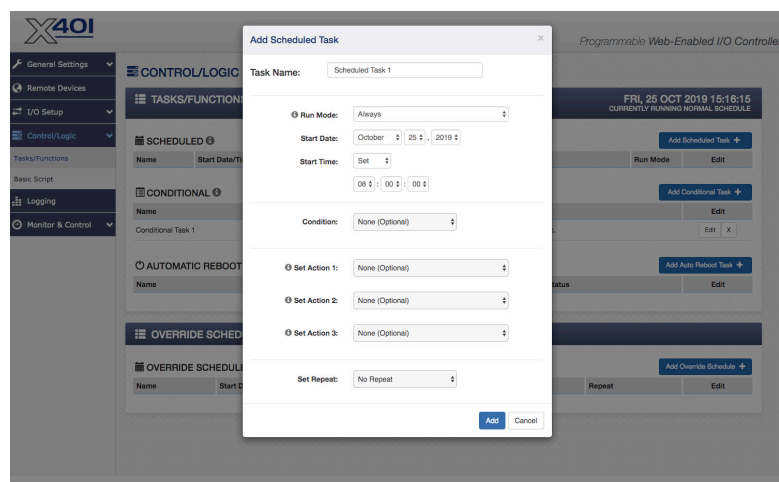 X401
Programmable Web-Enabled I/O Controlle
General Settings
Remote Devices
I/O Setup
Control/Logic
Tasks/Functions
Basic Script
Logging
Monitor & Control
CONTROL/LOGIC
TASKS/FUNCTIONS
FRI, 25 OCT 2019 15:16:15
CURRENTLY RUNNING NORMAL SCHEDULE
SCHEDULED
Add Scheduled Task +
Name Start Date/Ti Run Mode Edit
CONDITIONAL
Add Conditional Task +
Name Edit
Conditional Task 1 Edit X
AUTOMATIC REBOOT
Add Auto Reboot Task +
Name tatus Edit
OVERRIDE SCHED
OVERRIDE SCHEDUL
Add Override Schedule +
Name Start D Repeat Edit
Add Scheduled Task ×
Task Name: Scheduled Task 1
Run Mode: Always
Start Date: October 25 , 2019
Start Time: Set
08 : 00 : 00
Condition: None (Optional)
Set Action 1: None (Optional)
Set Action 2: None (Optional)
Set Action 3: None (Optional)
Set Repeat: No Repeat
Add Cancel